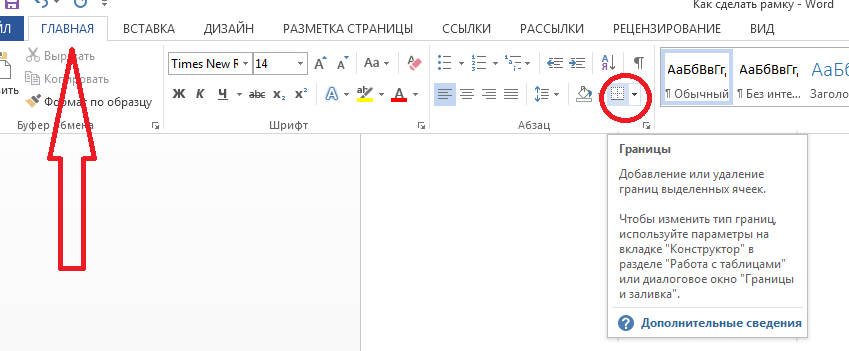 Как сделать рамку - Word
ЙЛ ГЛАВНАЯ ВСТАВКА ДИЗАЙН РАЗМЕТКА СТРАНИЦЫ ССЫЛКИ РАССЫЛКИ РЕЦЕНЗИРОВАНИЕ ВИД
Вырезать
Копировать
вить
Формат по образцу
Буфер обмена
Times New R 14 Aa
Ж К Ч abc x₂ x² A A
Шрифт
Абзац
АаБбВвГг, АаБбВвГг,
¶ Обычный ¶ Без инте... Заголо
Границы
Добавление или удаление
границ выделенных ячеек.
Чтобы изменить тип границ,
используйте параметры на
вкладке "Конструктор" в
разделе "Работа с таблицами"
или диалоговое окно "Границы
и заливка".
? Дополнительные сведения